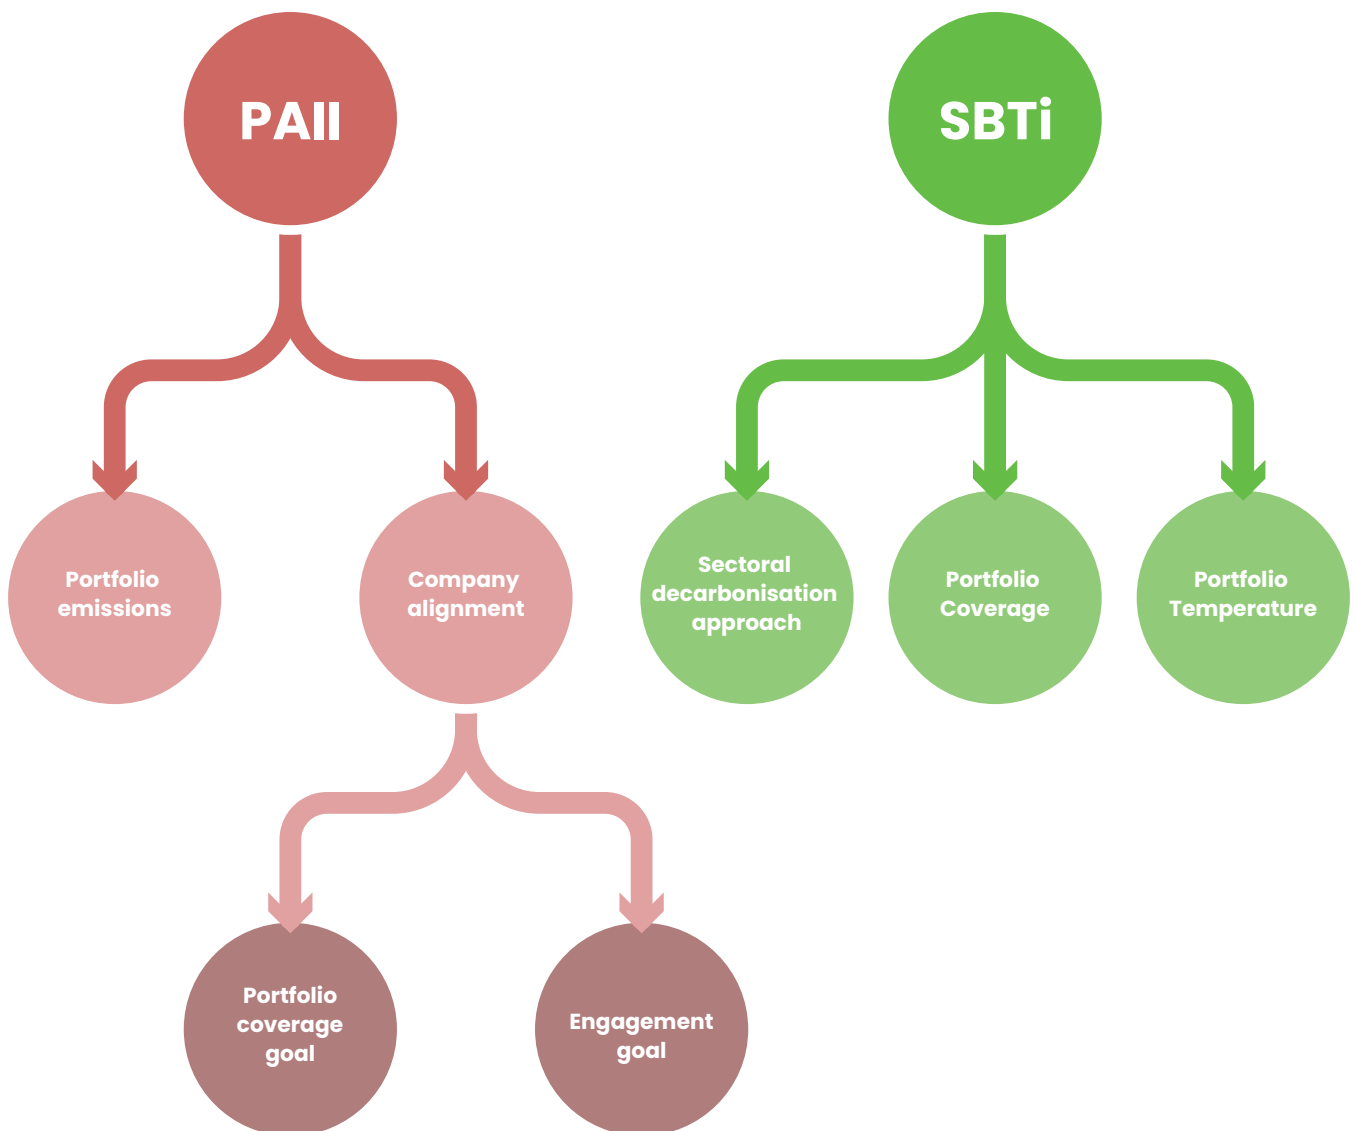 PAII
SBTi
Portfolio
emissions
Company
alignment
Sectoral
decarbonisation
approach
Portfolio
Coverage
Portfolio
Temperature
Portfolio
coverage
goal
Engagement
goal